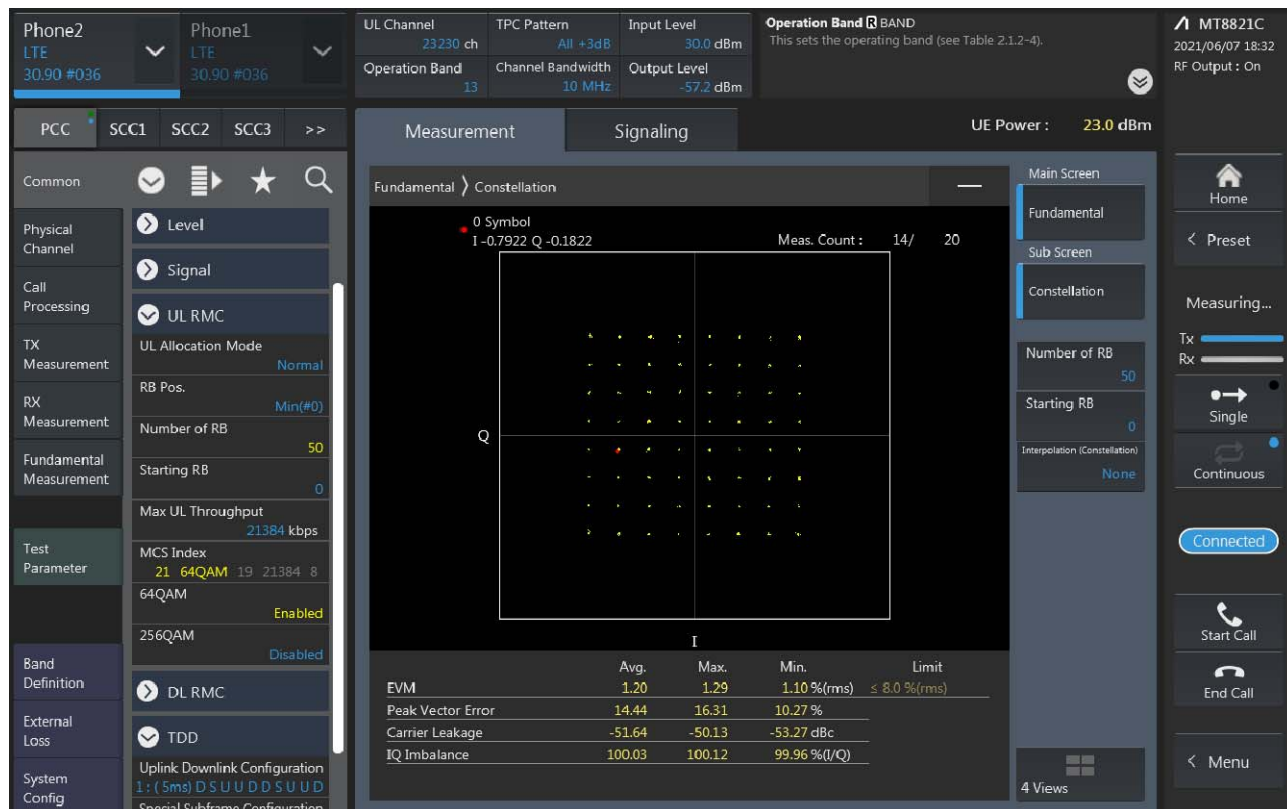 Phone2
LTE
30.90 #036
Phone1
LTE
30.90 #036
UL Channel
23230 ch
TPC Pattern
All +3dB
Input Level
30.0 dBm
Operation Band
13
Channel Bandwidth
10 MHz
Output Level
-57.2 dBm
Operation Band R BAND
This sets the operating band (see Table 2.1.2-4).
MT8821C
2021/06/07 18:32
RF Output : On
PCC SCC1 SCC2 SCC3 >>
Measurement
Signaling
UE Power : 23.0 dBm
Common
Physical
Channel
Call
Processing
TX
Measurement
RX
Measurement
Fundamental
Measurement
Test
Parameter
Band
Definition
External
Loss
System
Config
Level
Signal
UL RMC
UL Allocation Mode
Normal
RB Pos.
Min(#0)
Number of RB
50
Starting RB
0
Max UL Throughput
21384 kbps
MCS Index
21 64QAM 19 21384 8
64QAM
Enabled
256QAM
Disabled
DL RMC
TDD
Uplink Downlink Configuration
1 : ( 5ms) D S U U D D S U U D
Special Subframe Configuration
Fundamental 〉 Constellation
0 Symbol
I -0.7922 Q -0.1822
Meas. Count : 14/ 20
Q
I
Avg. Max. Min. Limit
EVM 1.20 1.29 1.10 %(rms) ≤ 8.0 %(rms)
Peak Vector Error 14.44 16.31 10.27 %
Carrier Leakage -51.64 -50.13 -53.27 dBc
IQ Imbalance 100.03 100.12 99.96 %(I/Q)
Main Screen
Fundamental
Sub Screen
Constellation
Number of RB
50
Starting RB
0
Interpolation (Constellation)
None
4 Views
Home
< Preset
Measuring...
Tx
Rx
Single
Continuous
Connected
Start Call
End Call
< Menu